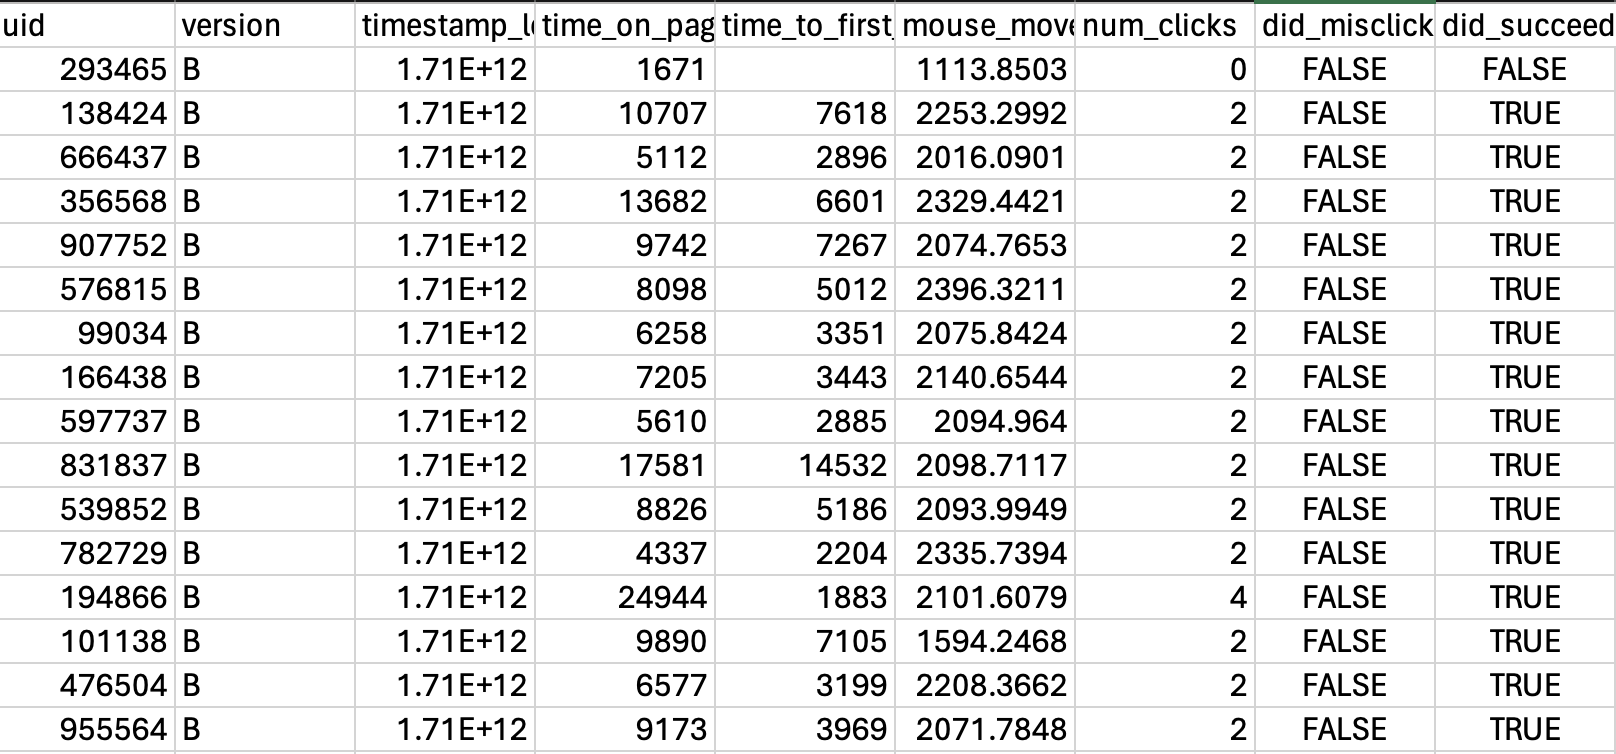 uid version timestamp_l time_on_pag time_to_first_ mouse_move num_clicks did_misclick did_succeed
293465 B 1.71E+12 1671 1113.8503 0 FALSE FALSE
138424 B 1.71E+12 10707 7618 2253.2992 2 FALSE TRUE
666437 B 1.71E+12 5112 2896 2016.0901 2 FALSE TRUE
356568 B 1.71E+12 13682 6601 2329.4421 2 FALSE TRUE
907752 B 1.71E+12 9742 7267 2074.7653 2 FALSE TRUE
576815 B 1.71E+12 8098 5012 2396.3211 2 FALSE TRUE
99034 B 1.71E+12 6258 3351 2075.8424 2 FALSE TRUE
166438 B 1.71E+12 7205 3443 2140.6544 2 FALSE TRUE
597737 B 1.71E+12 5610 2885 2094.964 2 FALSE TRUE
831837 B 1.71E+12 17581 14532 2098.7117 2 FALSE TRUE
539852 B 1.71E+12 8826 5186 2093.9949 2 FALSE TRUE
782729 B 1.71E+12 4337 2204 2335.7394 2 FALSE TRUE
194866 B 1.71E+12 24944 1883 2101.6079 4 FALSE TRUE
101138 B 1.71E+12 9890 7105 1594.2468 2 FALSE TRUE
476504 B 1.71E+12 6577 3199 2208.3662 2 FALSE TRUE
955564 B 1.71E+12 9173 3969 2071.7848 2 FALSE TRUE